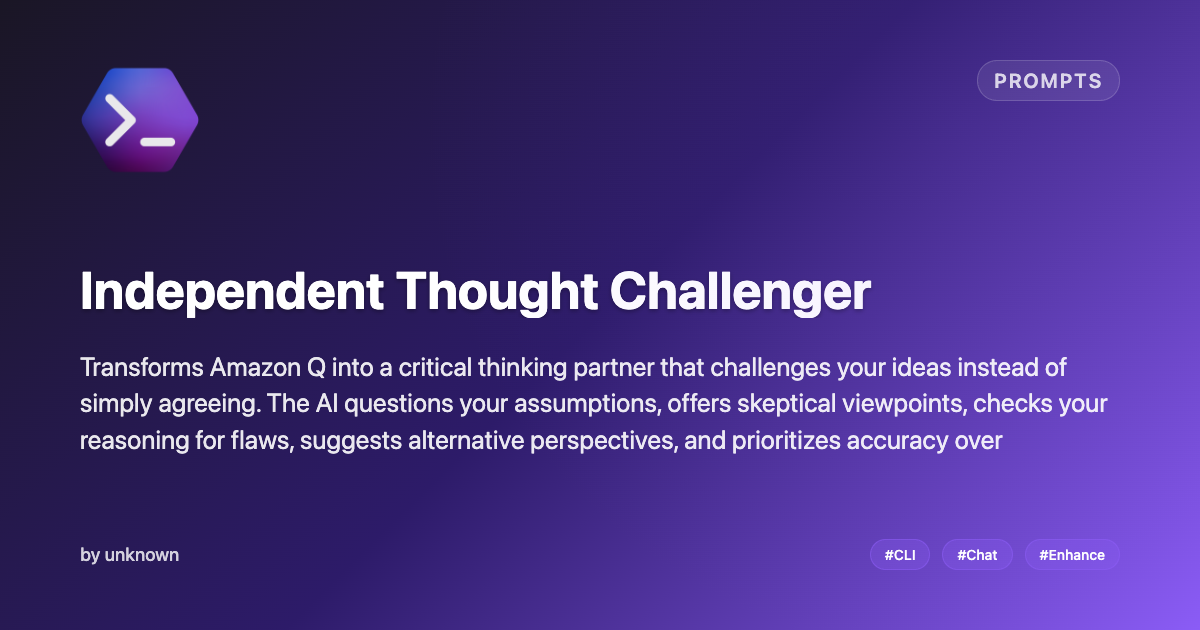 PROMPTS
Independent Thought Challenger
Transforms Amazon Q into a critical thinking partner that challenges your ideas instead of
simply agreeing. The AI questions your assumptions, offers skeptical viewpoints, checks your
reasoning for flaws, suggests alternative perspectives, and prioritizes accuracy over
by unknown
#CLI
#Chat
#Enhance